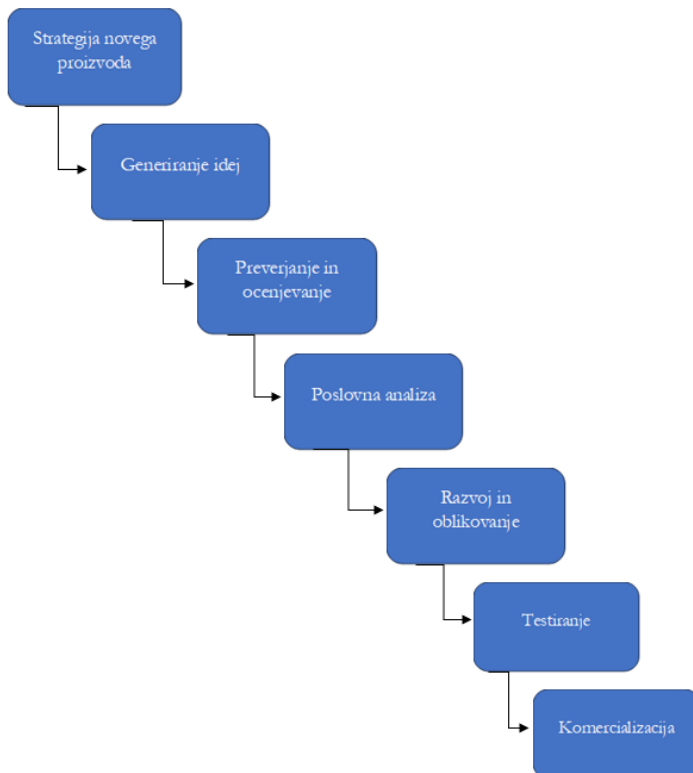 Strategija novega
proizvoda
Generiranje idej
Preverjanje in
ocenjevanje
Poslovna analiza
Razvoj in
oblikovanje
Testiranje
Komercializacija